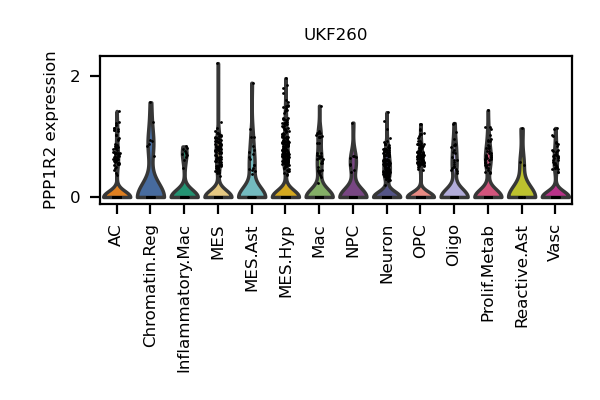 UKF260
PPP1R2 expression
2
0
AC
Chromatin.Reg
Inflammatory.Mac
MES
MES.Ast
MES.Hyp
Mac
NPC
Neuron
OPC
Oligo
Prolif.Metab
Reactive.Ast
Vasc